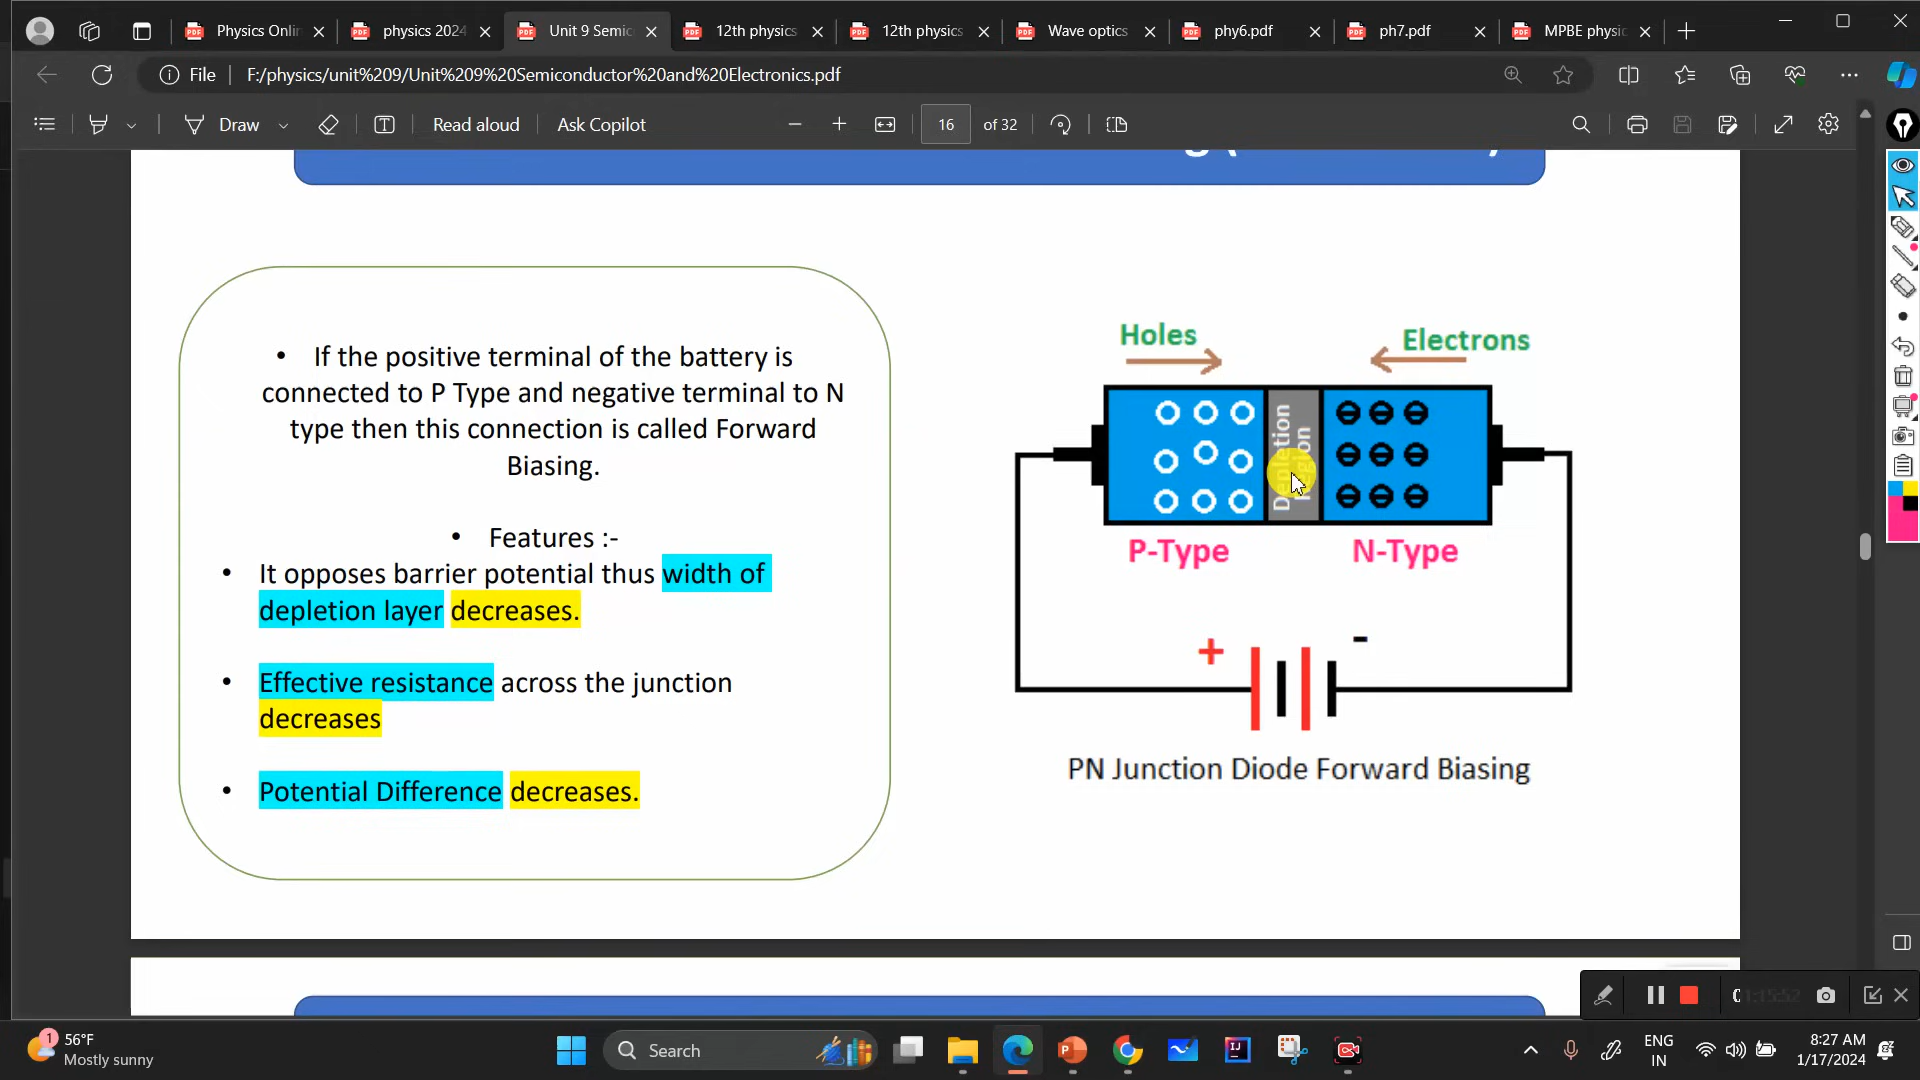 Physics Onlin
physics 2024
Unit 9 Semic
12th physics
12th physics
Wave optics
phy6.pdf
ph7.pdf
MPBE physic
File
F:/physics/unit%209/Unit%209%20Semiconductor%20and%20Electronics.pdf
Draw
Read aloud
Ask Copilot
16 of 32
• If the positive terminal of the battery is
connected to P Type and negative terminal to N
type then this connection is called Forward
Biasing.
• Features :-
• It opposes barrier potential thus width of
depletion layer decreases.
• Effective resistance across the junction
decreases
• Potential Difference decreases.
Holes
Electrons
Depletion
P-Type
N-Type
+
-
PN Junction Diode Forward Biasing
1
56°F
Mostly sunny
Search
ENG
IN
8:27 AM
1/17/2024